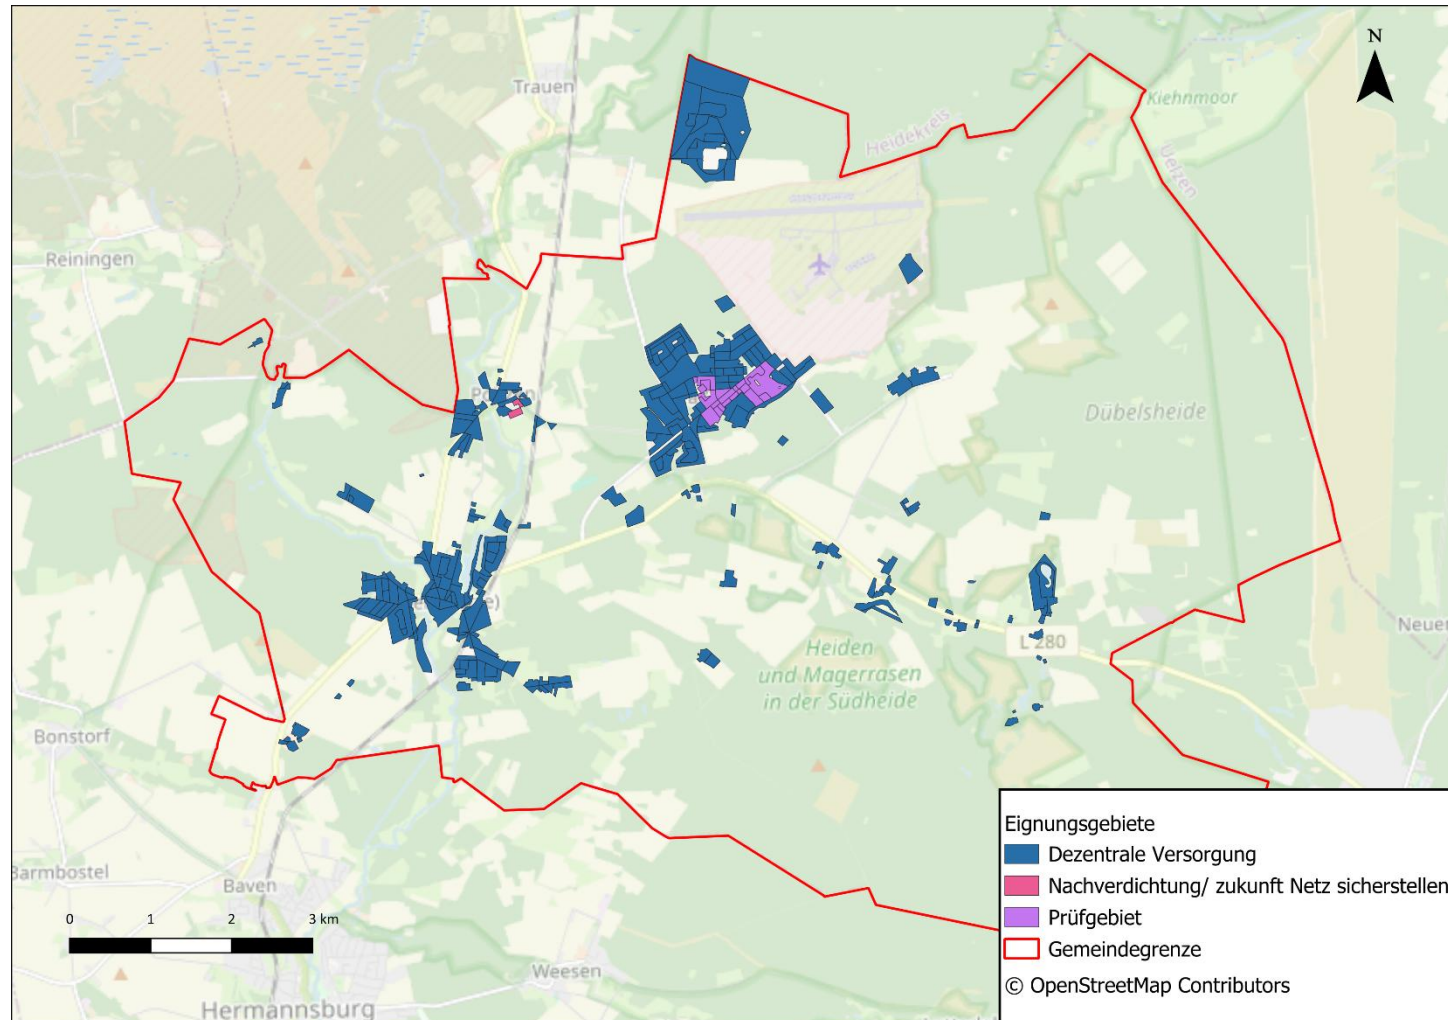 N
Trauen
Kiehnmoor
Heidekreis
Uelzen
Reiningen
Dübelsheide
L 280
Heiden
und Magerrasen
in der Südheide
Neuen
Bonstorf
Barmbostel
Baven
0 1 2 3 km
Weesen
Hermannsburg
Eignungsgebiete
Dezentrale Versorgung
Nachverdichtung/ zukunft Netz sicherstellen
Prüfgebiet
Gemeindegrenze
© OpenStreetMap Contributors